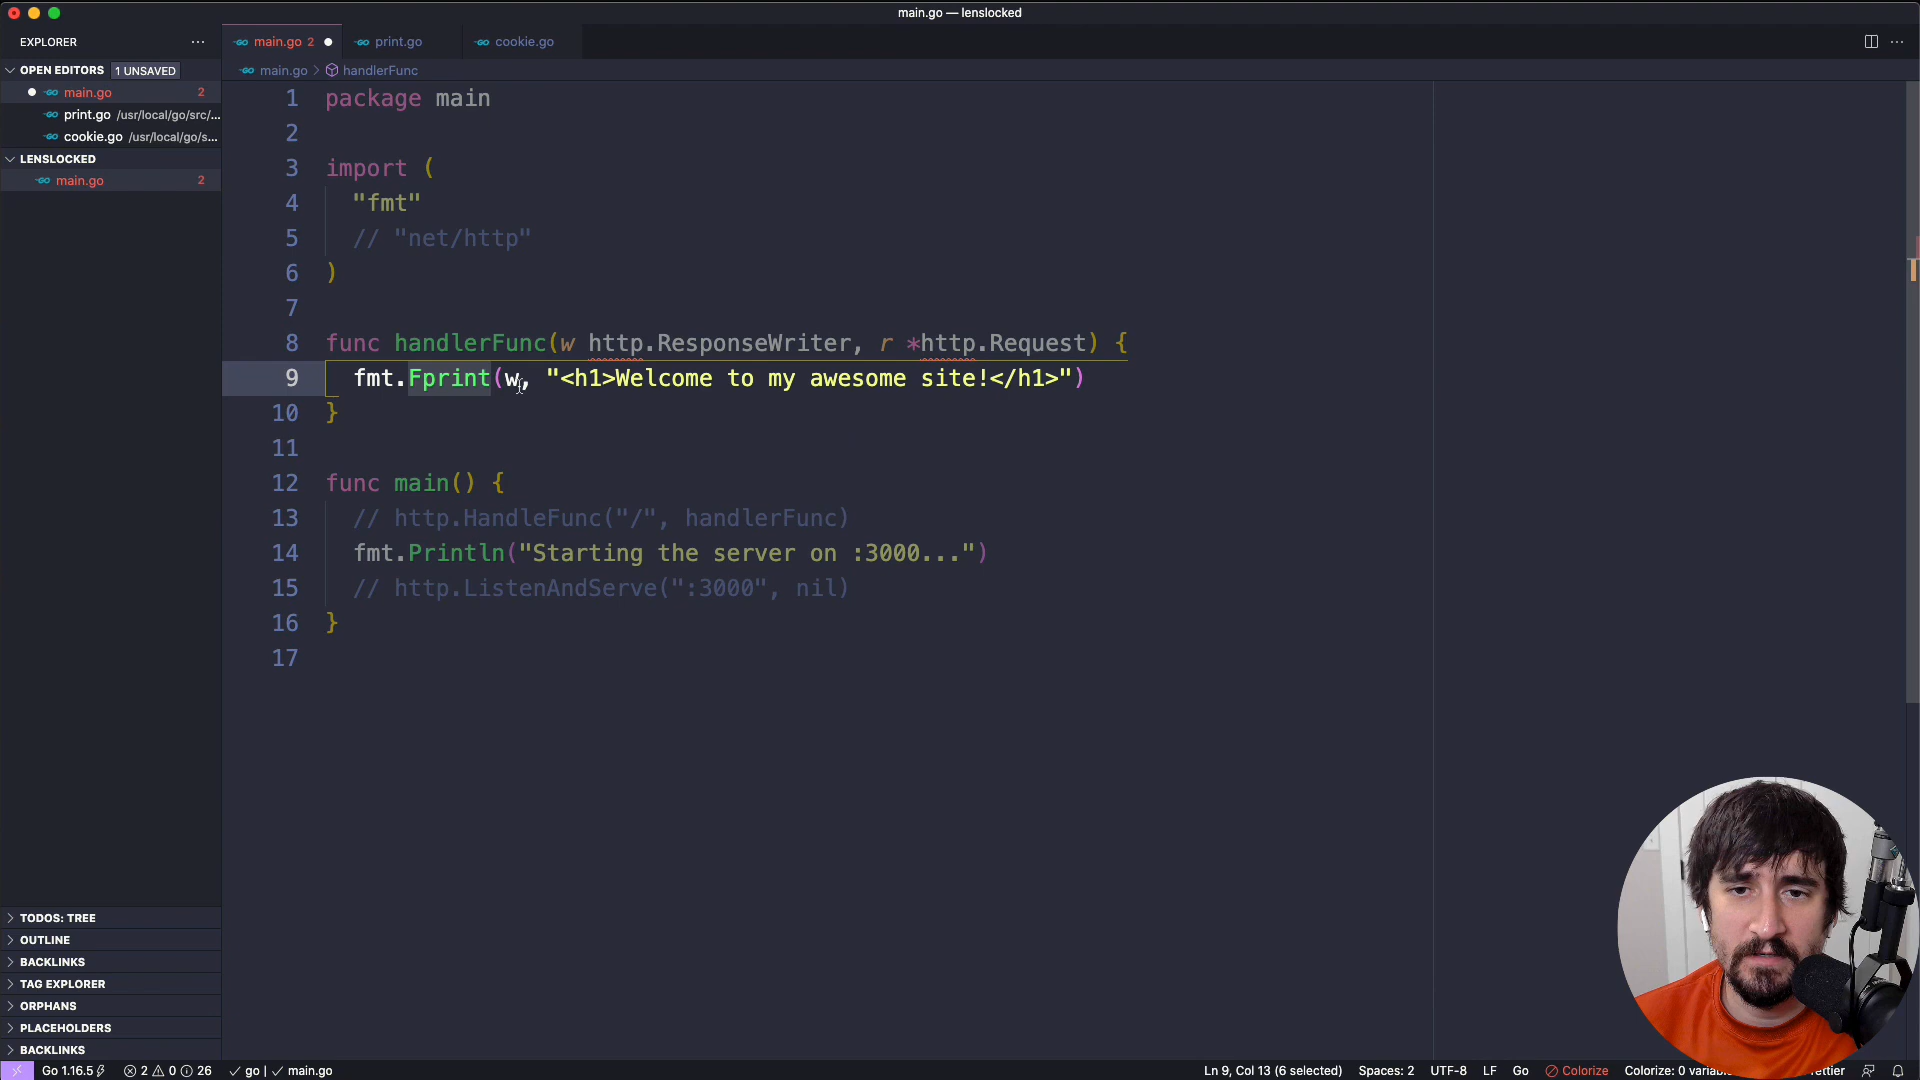 main.go — lenslocked
EXPLORER ···
main.go 2
print.go
cookie.go
···
OPEN EDITORS 1 UNSAVED
main.go > handlerFunc
main.go 2
print.go /usr/local/go/src/...
cookie.go /usr/local/go/s...
LENSLOCKED
main.go 2
1 package main
2
3 import (
4 "fmt"
5 // "net/http"
6 )
7
8 func handlerFunc(w http.ResponseWriter, r *http.Request) {
9 fmt.Fprint(w, "<h1>Welcome to my awesome site!</h1>")
10 }
11
12 func main() {
13 // http.HandleFunc("/", handlerFunc)
14 fmt.Println("Starting the server on :3000...")
15 // http.ListenAndServe(":3000", nil)
16 }
17
TODOS: TREE
OUTLINE
BACKLINKS
TAG EXPLORER
ORPHANS
PLACEHOLDERS
BACKLINKS
Go 1.16.5 2 0 26 go | main.go Ln 9, Col 13 (6 selected) Spaces: 2 UTF-8 LF Go Colorize Colorize: 0 variab ettier